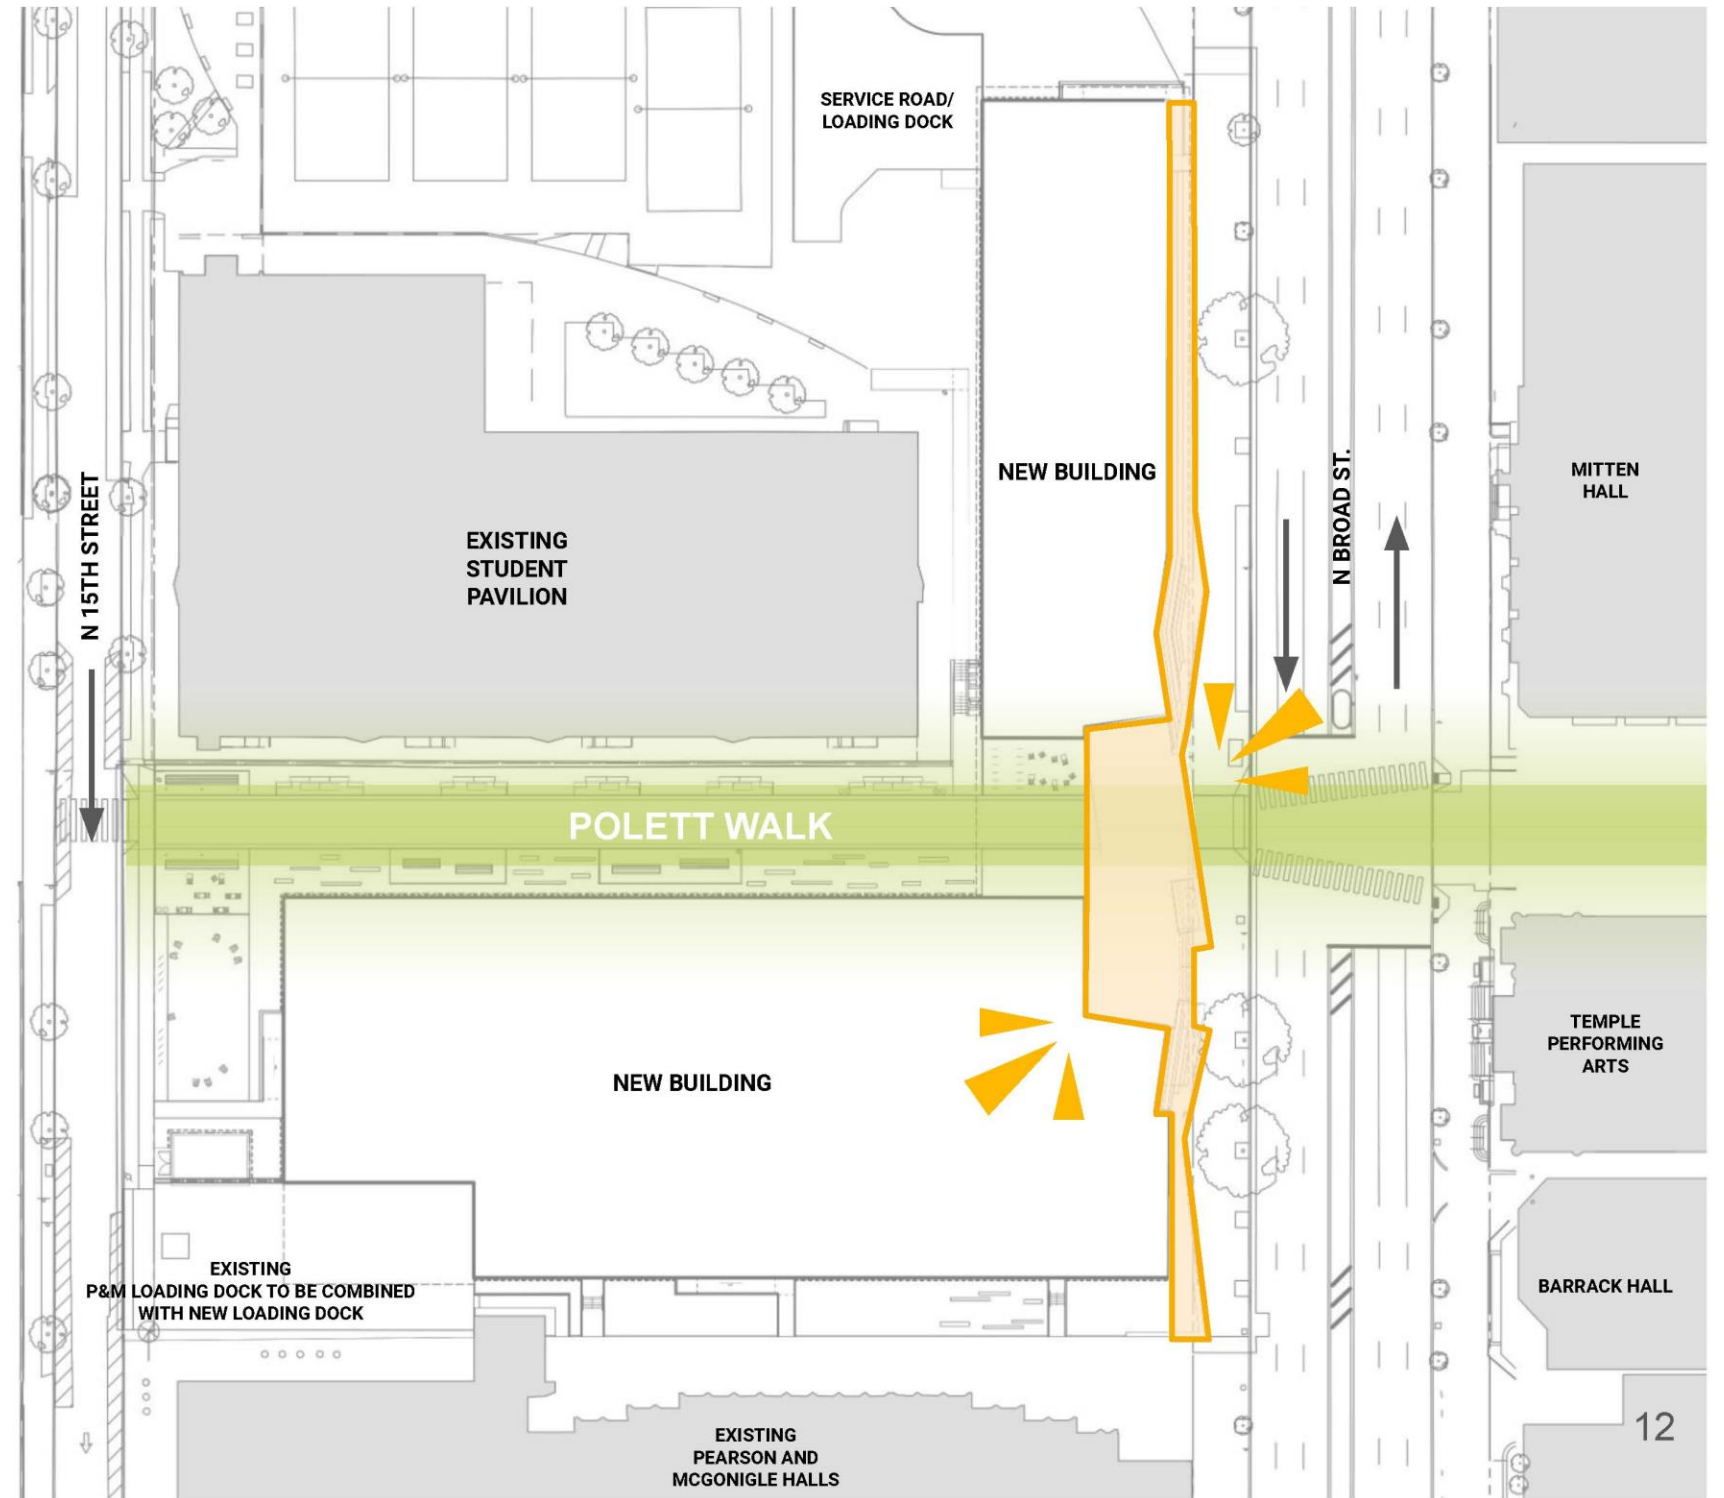 SERVICE ROAD/
LOADING DOCK
NEW BUILDING
MITTEN
HALL
N BROAD ST.
N 15TH STREET
EXISTING
STUDENT
PAVILION
POLETT WALK
NEW BUILDING
TEMPLE
PERFORMING
ARTS
EXISTING
P&M LOADING DOCK TO BE COMBINED
WITH NEW LOADING DOCK
BARRACK HALL
EXISTING
PEARSON AND
MCGONIGLE HALLS
12